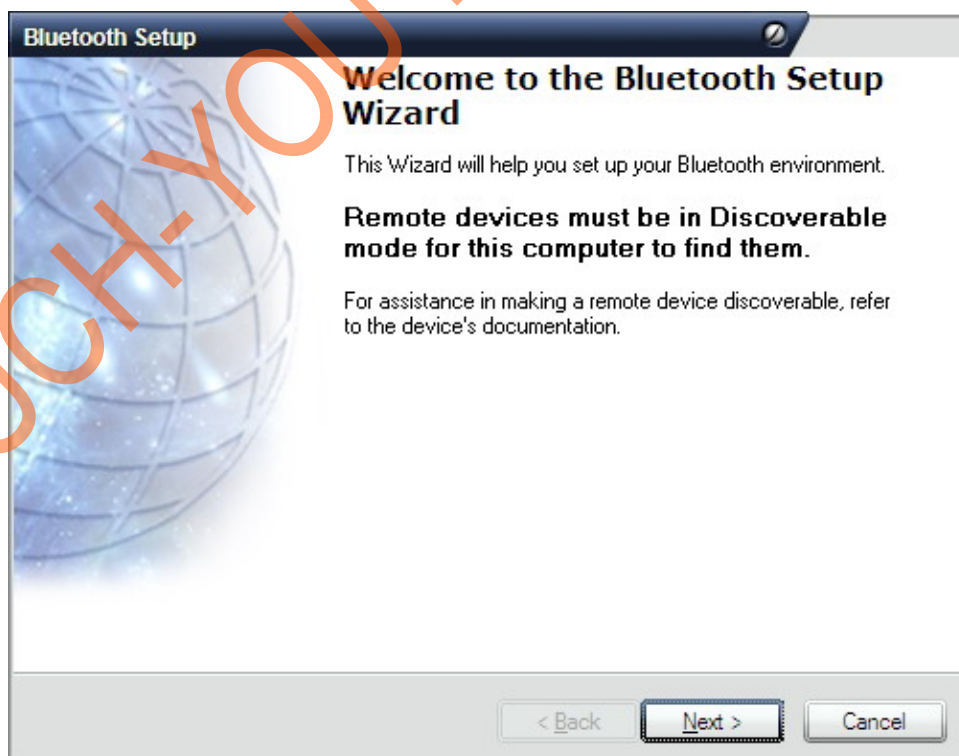 Bluetooth Setup
Welcome to the Bluetooth Setup
Wizard
This Wizard will help you set up your Bluetooth environment.
Remote devices must be in Discoverable
mode for this computer to find them.
For assistance in making a remote device discoverable, refer
to the device's documentation.
< Back
Next >
Cancel